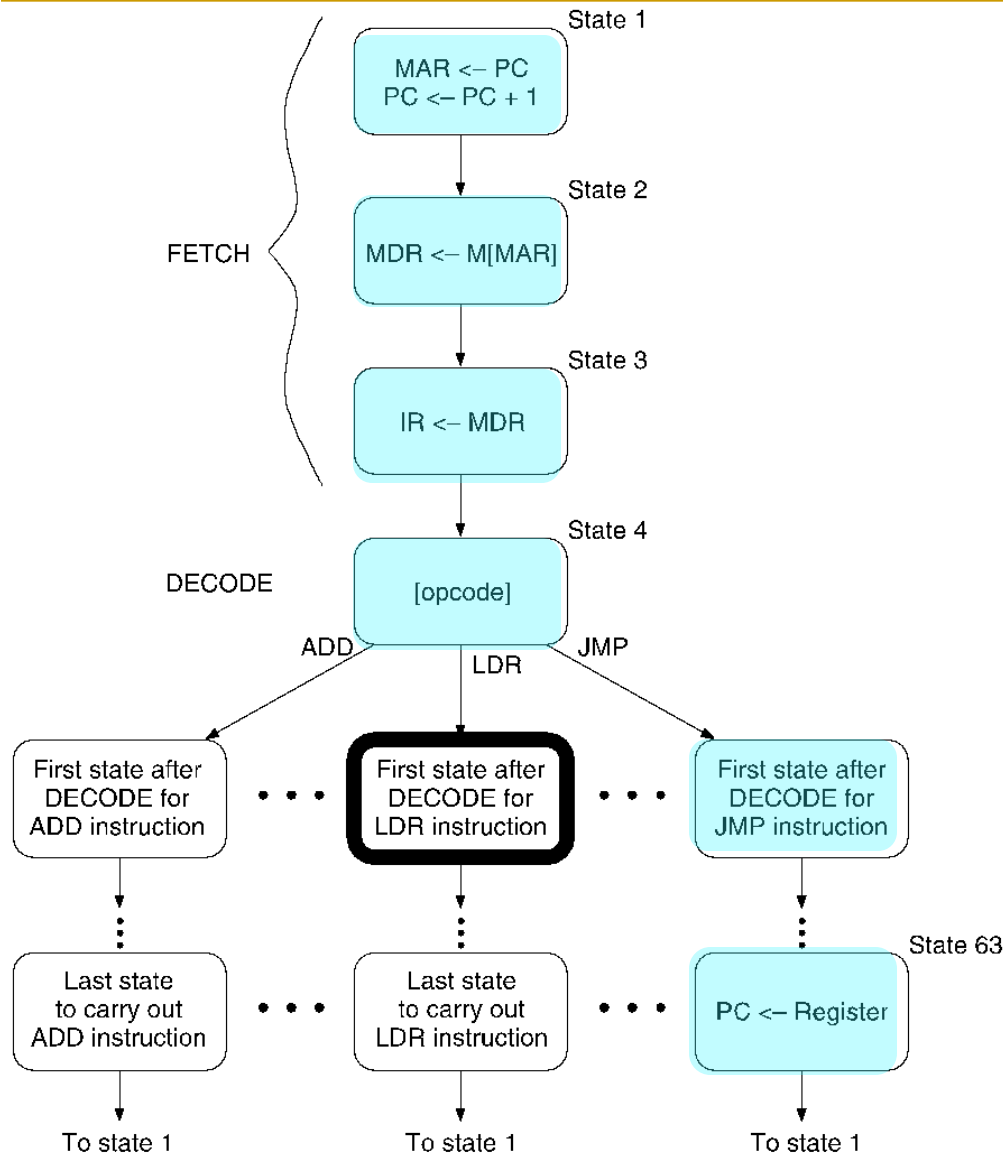 State 1
MAR <– PC
PC <– PC + 1
State 2
FETCH
MDR <– M[MAR]
State 3
IR <– MDR
State 4
DECODE
[opcode]
ADD
LDR
JMP
First state after
DECODE for
ADD instruction
• • •
First state after
DECODE for
LDR instruction
• • •
First state after
DECODE for
JMP instruction
State 63
Last state
to carry out
ADD instruction
• • •
Last state
to carry out
LDR instruction
• • •
PC <– Register
To state 1
To state 1
To state 1